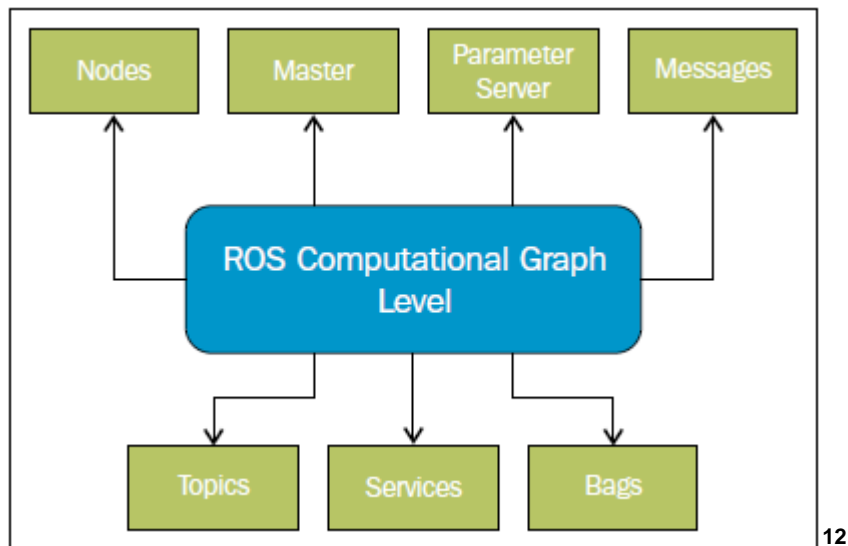 Nodes
Master
Parameter
Server
Messages
ROS Computational Graph
Level
Topics
Services
Bags
12